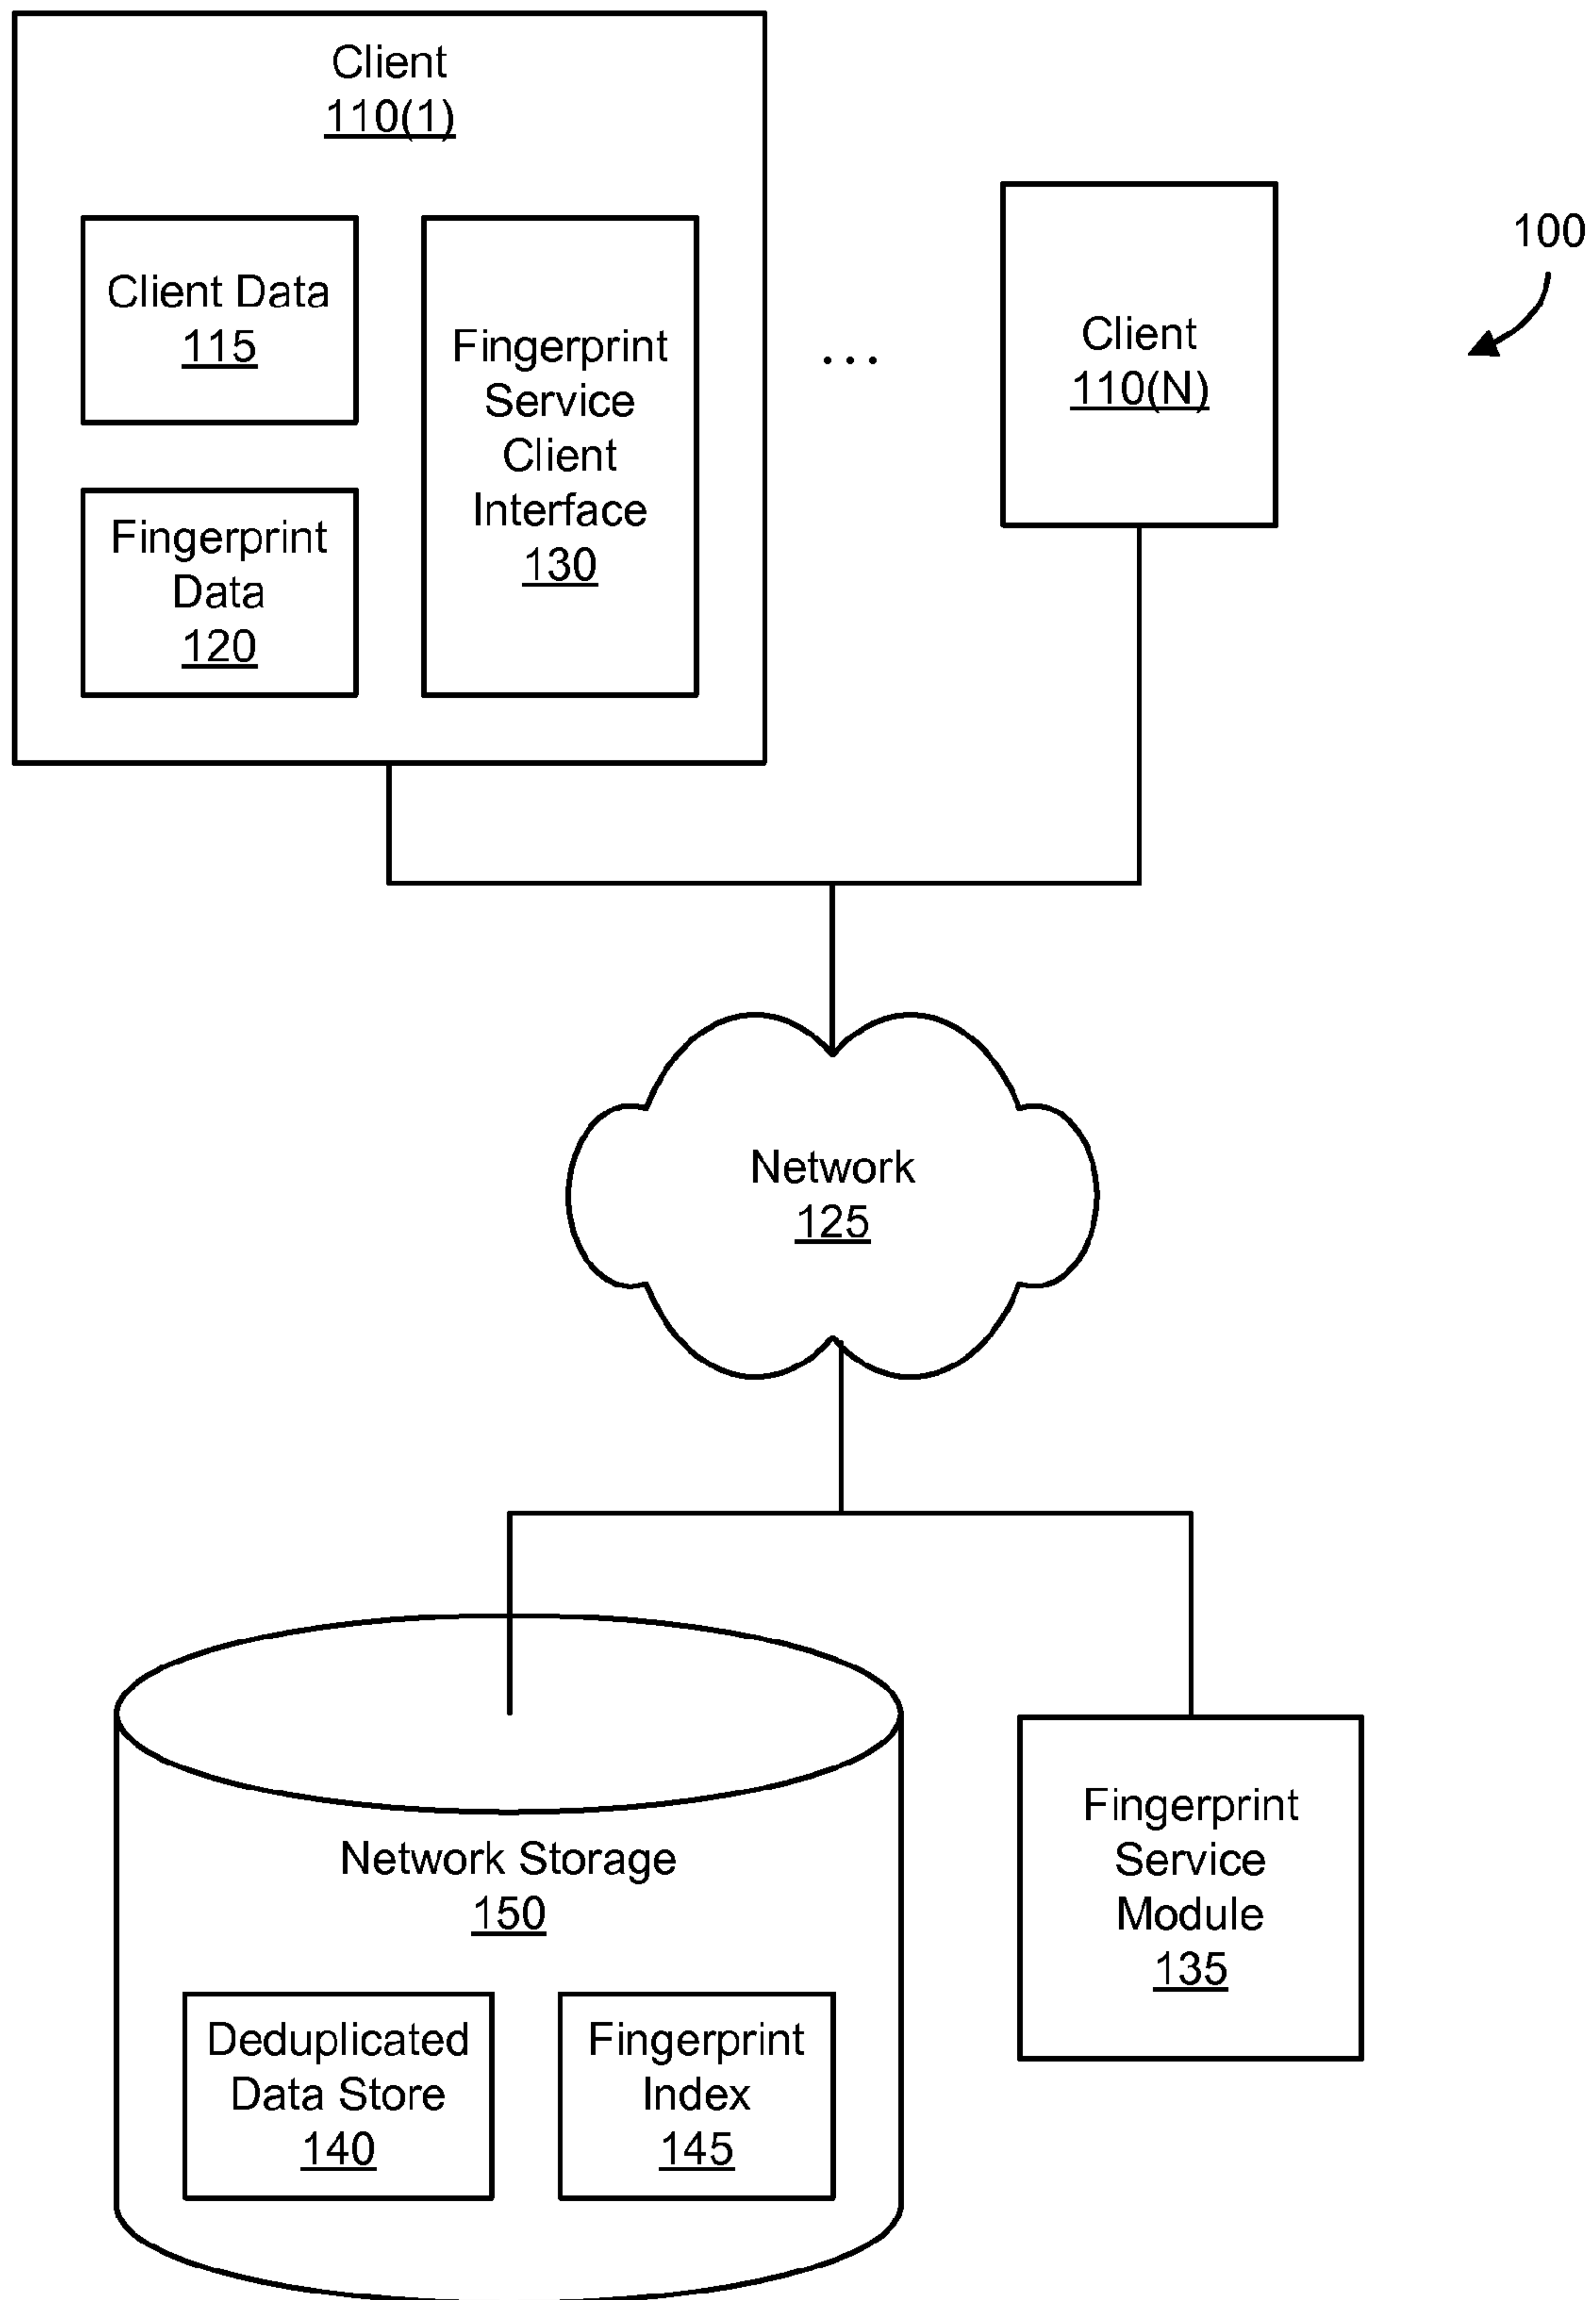 Client
110(1)
Client Data
115
Fingerprint
Data
120
Fingerprint
Service
Client
Interface
130
...
Client
110(N)
100
Network
125
Network Storage
150
Deduplicated
Data Store
140
Fingerprint
Index
145
Fingerprint
Service
Module
135